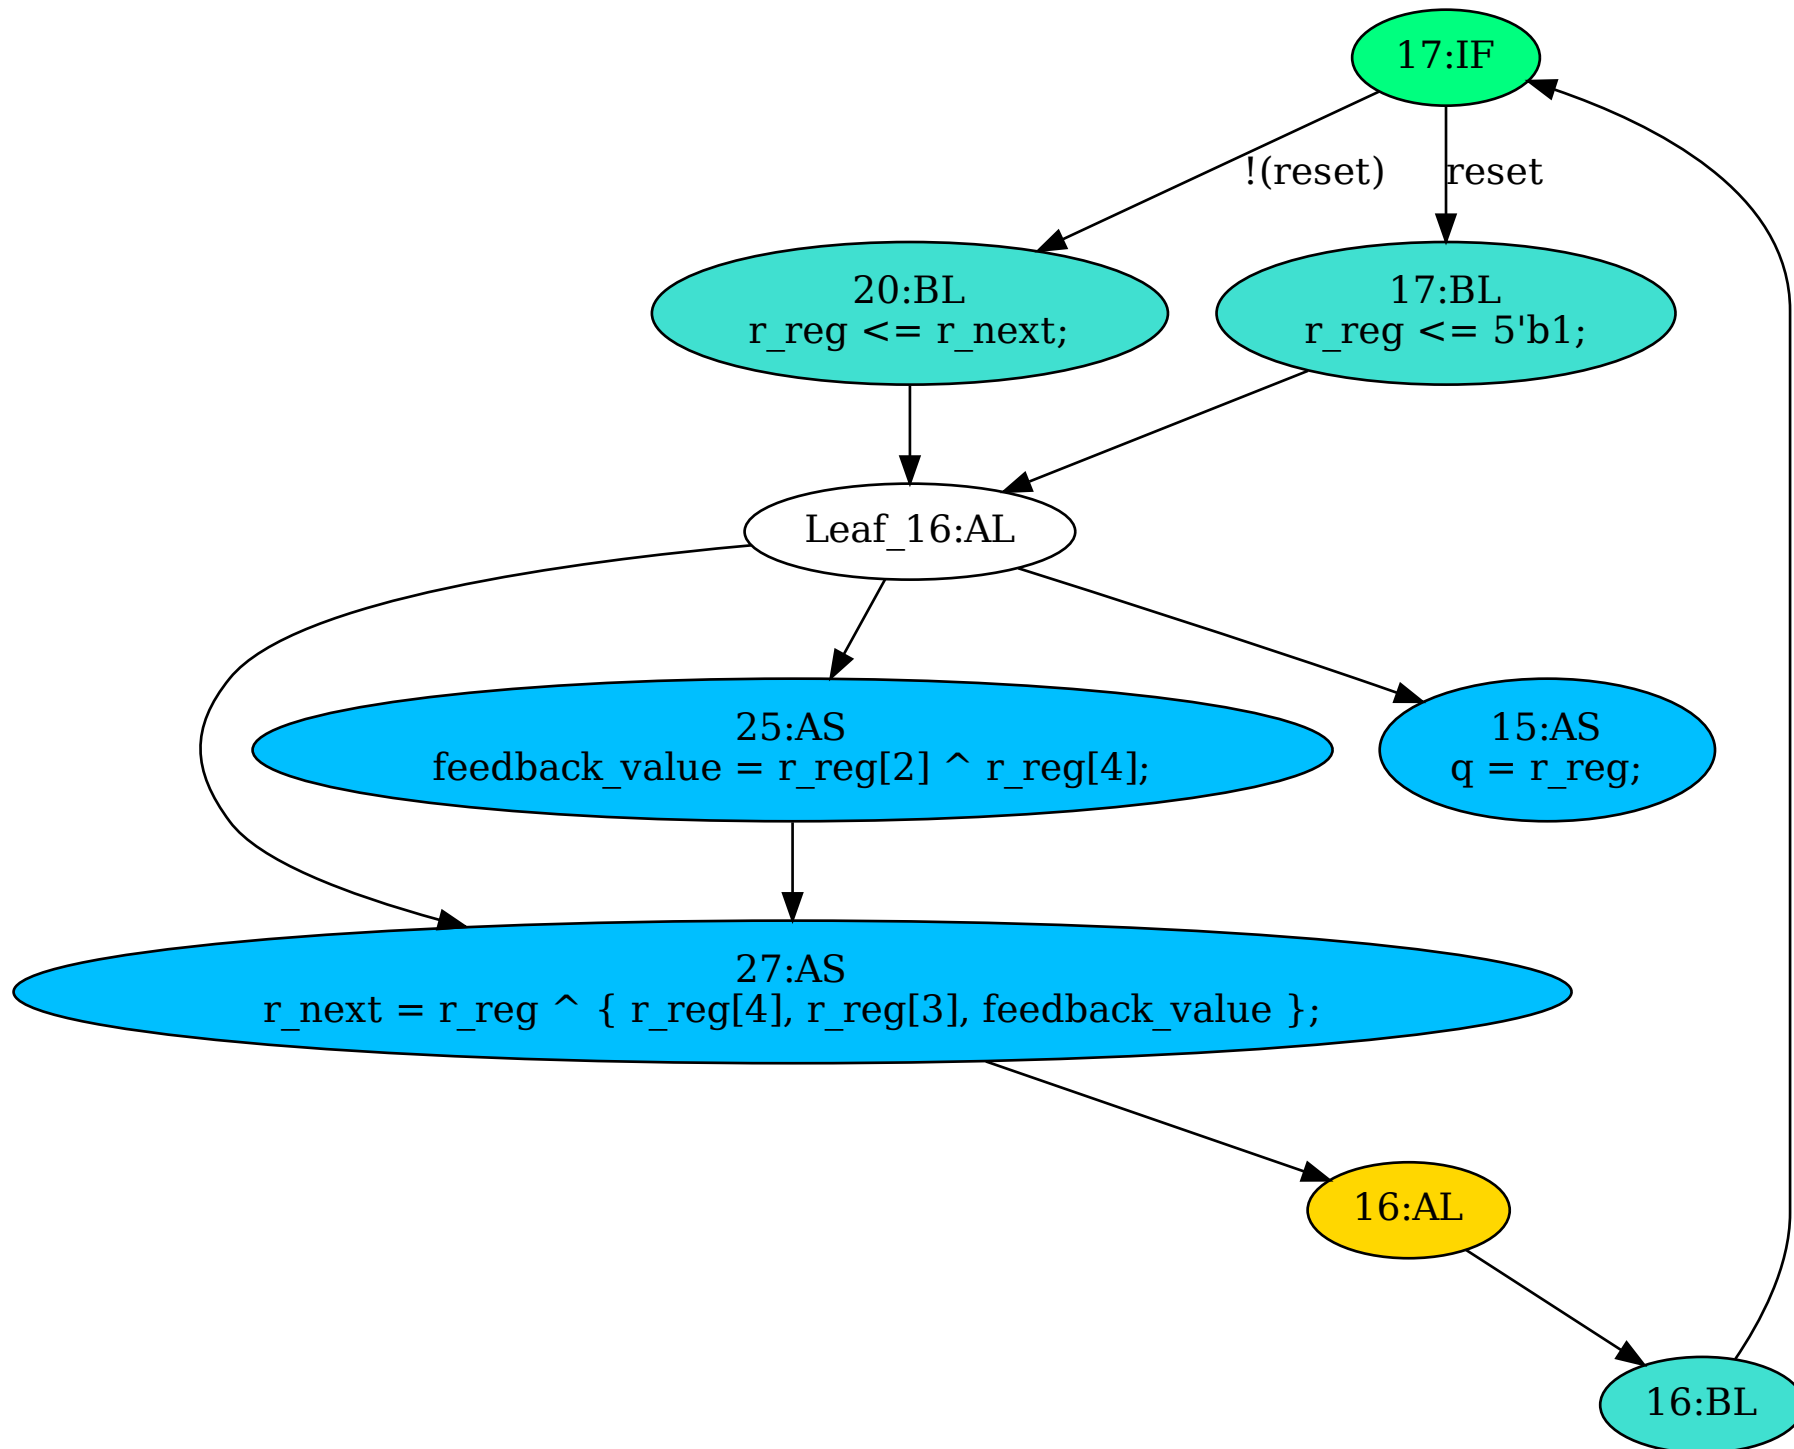 17:IF
!(reset)
reset
20:BL
r_reg <= r_next;
17:BL
r_reg <= 5'b1;
Leaf_16:AL
25:AS
feedback_value = r_reg[2] ^ r_reg[4];
15:AS
q = r_reg;
27:AS
r_next = r_reg ^ { r_reg[4], r_reg[3], feedback_value };
16:AL
16:BL